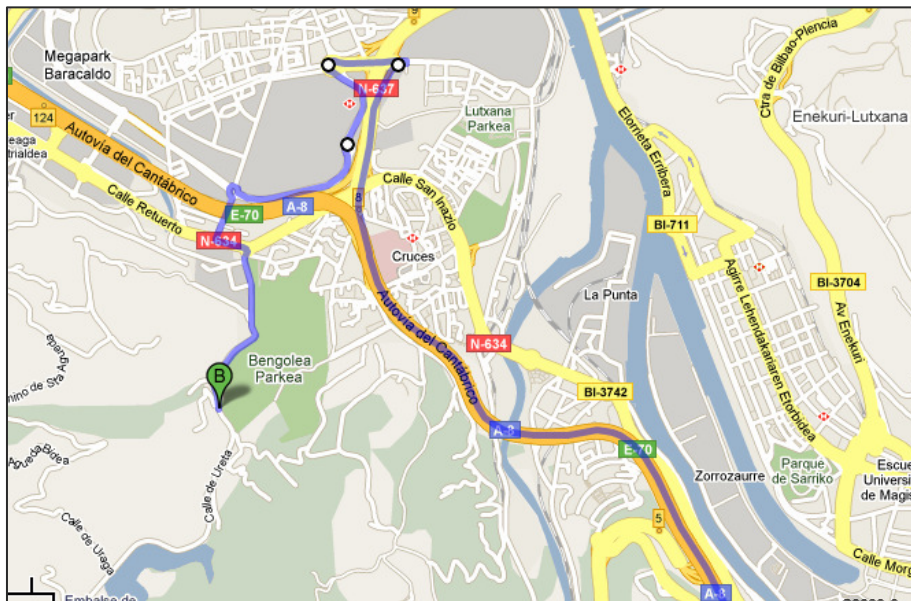 Megapark
Baracaldo
N-637
124
Autovía del Cantábrico
Lutxana
Parkea
Ctra de Bilbao-Plencia
Enekuri-Lutxana
Elorrieta Erribera
Calle Retuerto
Calle San Inazio
8
E-70
A-8
N-634
Cruces
BI-711
La Punta
BI-3704
Agirre Lehendakariaren Etorbidea
Av Enekuri
Autovía del Cantábrico
N-634
Bengolea
Parkea
B
BI-3742
A-8
E-70
Zorrozaurre
Parque
de Sarriko
Calle de Ureta
5
Calle de Uraga
A-8